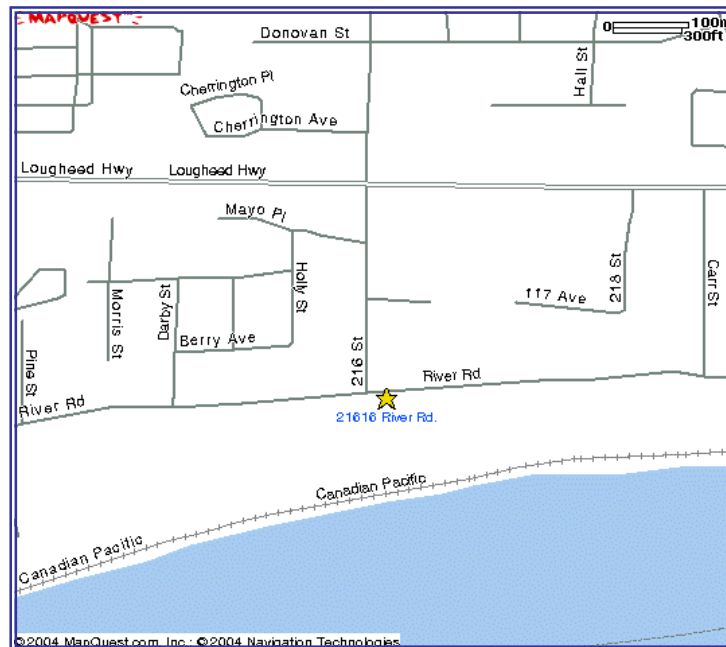 MAPQUEST
0 100m
300ft
Donovan St
Hall St
Cherrington Pl
Cherrington Ave
Lougheed Hwy Lougheed Hwy
Mayo Pl
Holly St
Morris St
Darby St
Berry Ave
Pine St
216 St
117 Ave
218 St
Carr St
River Rd
River Rd
21616 River Rd.
Canadian Pacific
Canadian Pacific
©2004 MapQuest.com, Inc.; ©2004 Navigation Technologies